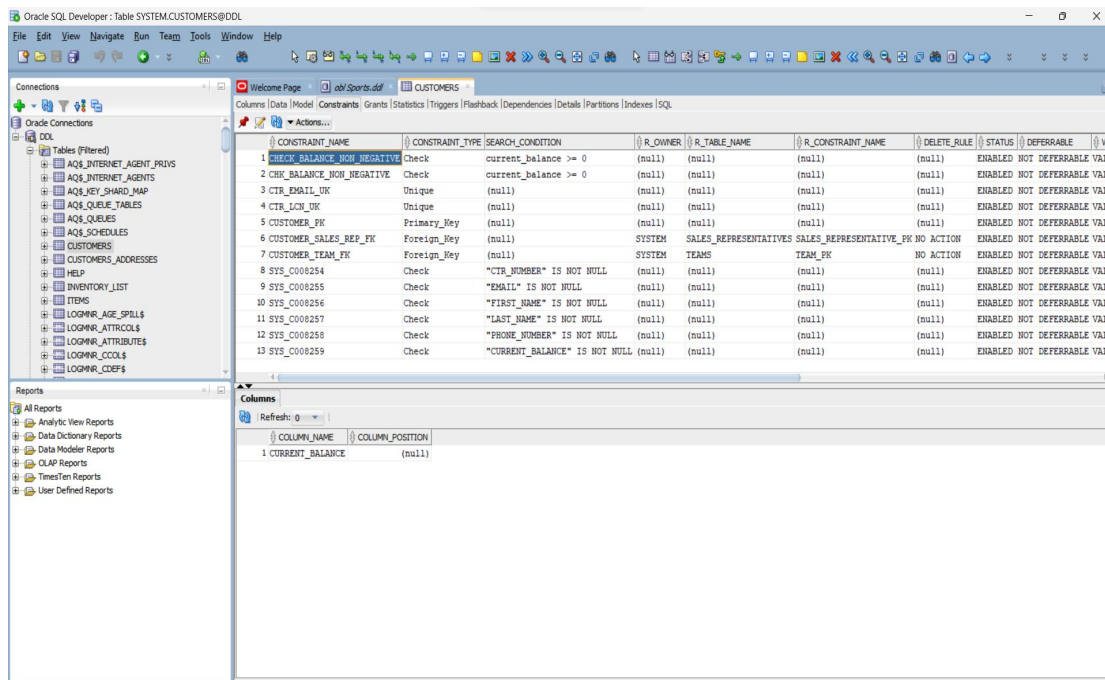 Oracle SQL Developer : Table SYSTEM.CUSTOMERS@DDL
File Edit View Navigate Run Team Tools Window Help
Connections
Oracle Connections
DDL
Tables (Filtered)
AQ$_INTERNET_AGENT_PRIVS
AQ$_INTERNET_AGENTS
AQ$_KEY_SHARD_MAP
AQ$_QUEUE_TABLES
AQ$_QUEUES
AQ$_SCHEDULES
CUSTOMERS
CUSTOMERS_ADDRESSES
HELP
INVENTORY_LIST
ITEMS
LOGMNR_AGE_SPILL$
LOGMNR_ATTRCOL$
LOGMNR_ATTRIBUTE$
LOGMNR_CCOL$
LOGMNR_CDEF$
Reports
All Reports
Analytic View Reports
Data Dictionary Reports
Data Modeler Reports
OLAP Reports
TimesTen Reports
User Defined Reports
Welcome Page obl Sports.ddl CUSTOMERS
Columns |Data |Model |Constraints |Grants |Statistics |Triggers |Flashback |Dependencies |Details |Partitions |Indexes |SQL
Actions...
CONSTRAINT_NAME CONSTRAINT_TYPE SEARCH_CONDITION R_OWNER R_TABLE_NAME R_CONSTRAINT_NAME DELETE_RULE STATUS DEFERRABLE
1 CHECK_BALANCE_NON_NEGATIVE Check current_balance >= 0 (null) (null) (null) (null) ENABLED NOT DEFERRABLE VAI
2 CHK_BALANCE_NON_NEGATIVE Check current_balance >= 0 (null) (null) (null) (null) ENABLED NOT DEFERRABLE VAI
3 CTR_EMAIL_UK Unique (null) (null) (null) (null) (null) ENABLED NOT DEFERRABLE VAI
4 CTR_LCN_UK Unique (null) (null) (null) (null) (null) ENABLED NOT DEFERRABLE VAI
5 CUSTOMER_PK Primary_Key (null) (null) (null) (null) (null) ENABLED NOT DEFERRABLE VAI
6 CUSTOMER_SALES_REP_FK Foreign_Key (null) SYSTEM SALES_REPRESENTATIVES SALES_REPRESENTATIVE_PK NO ACTION ENABLED NOT DEFERRABLE VAI
7 CUSTOMER_TEAM_FK Foreign_Key (null) SYSTEM TEAMS TEAM_PK NO ACTION ENABLED NOT DEFERRABLE VAI
8 SYS_C008254 Check "CTR_NUMBER" IS NOT NULL (null) (null) (null) (null) ENABLED NOT DEFERRABLE VAI
9 SYS_C008255 Check "EMAIL" IS NOT NULL (null) (null) (null) (null) ENABLED NOT DEFERRABLE VAI
10 SYS_C008256 Check "FIRST_NAME" IS NOT NULL (null) (null) (null) (null) ENABLED NOT DEFERRABLE VAI
11 SYS_C008257 Check "LAST_NAME" IS NOT NULL (null) (null) (null) (null) ENABLED NOT DEFERRABLE VAI
12 SYS_C008258 Check "PHONE_NUMBER" IS NOT NULL (null) (null) (null) (null) ENABLED NOT DEFERRABLE VAI
13 SYS_C008259 Check "CURRENT_BALANCE" IS NOT NULL (null) (null) (null) (null) ENABLED NOT DEFERRABLE VAI
Columns
Refresh: 0
COLUMN_NAME COLUMN_POSITION
1 CURRENT_BALANCE (null)